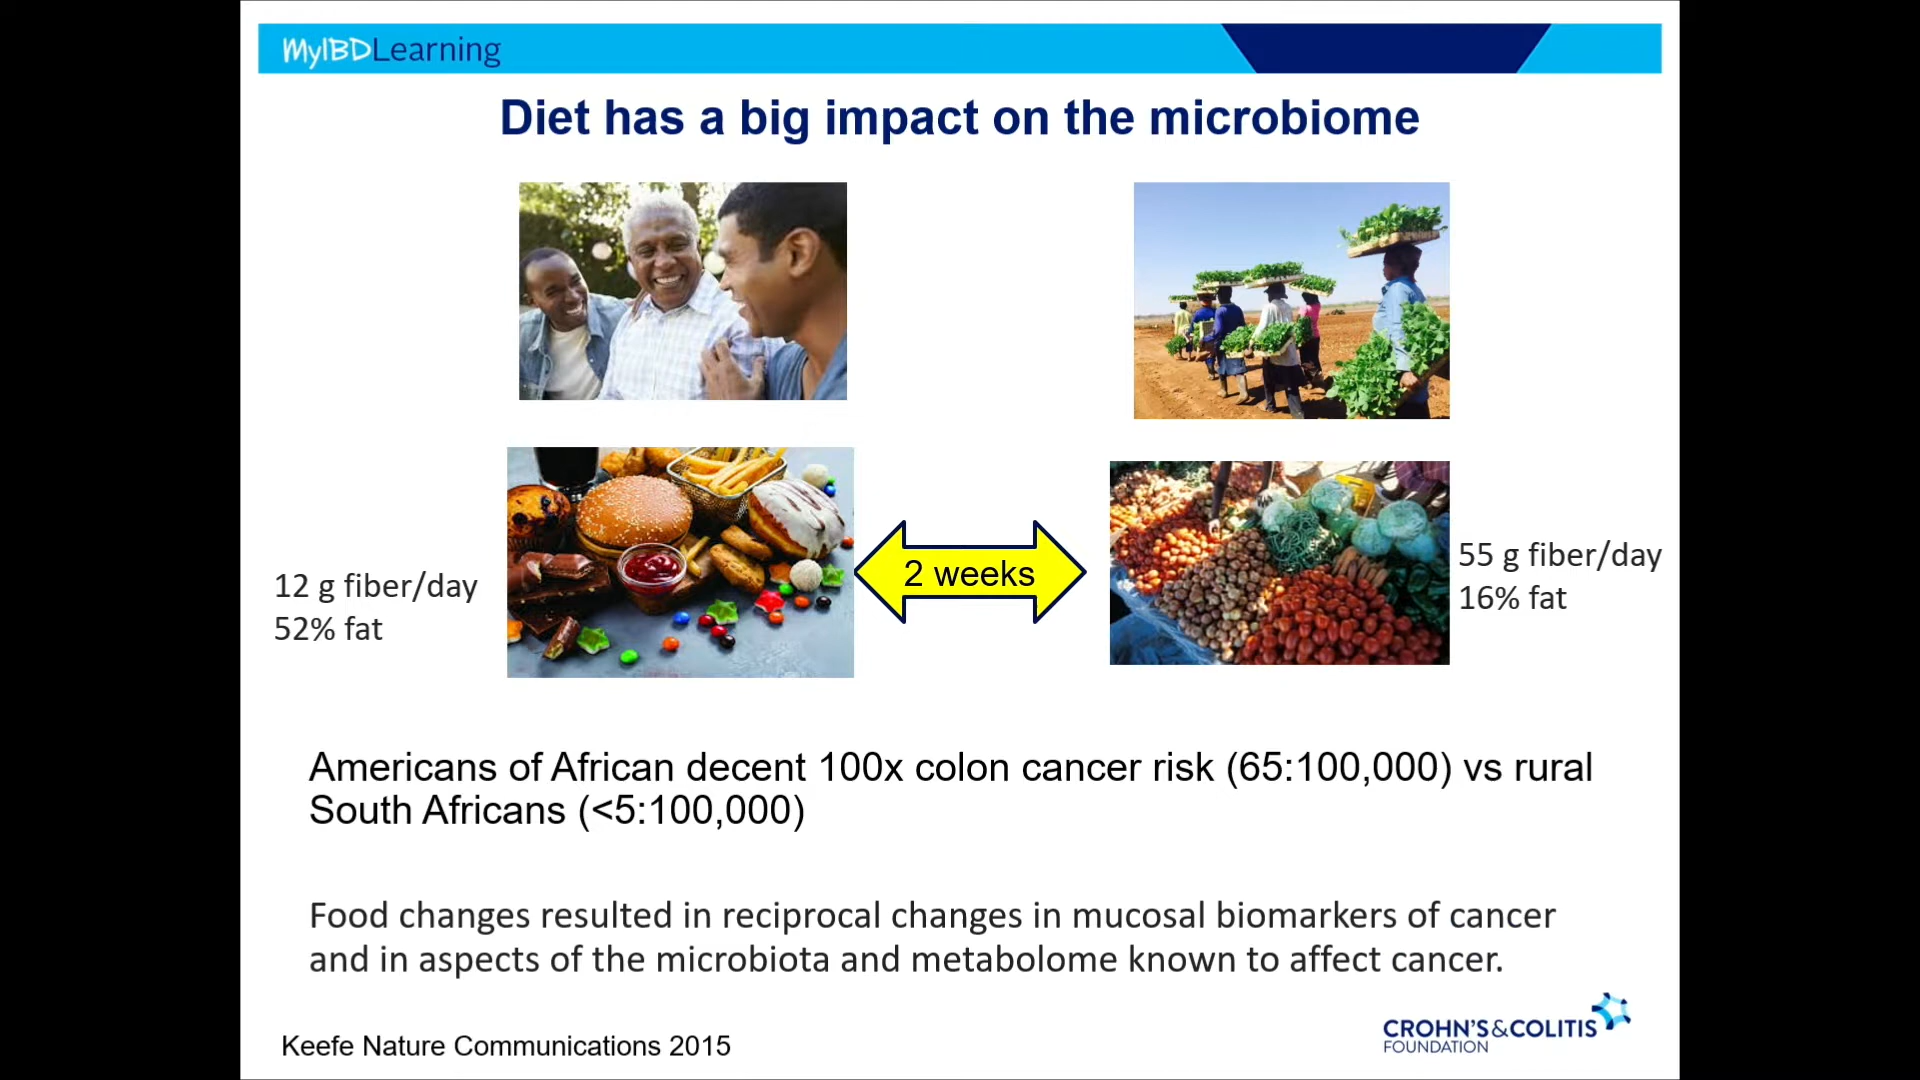 MyIBDLearning
Diet has a big impact on the microbiome
12 g fiber/day
52% fat
2 weeks
55 g fiber/day
16% fat
Americans of African decent 100x colon cancer risk (65:100,000) vs rural
South Africans (<5:100,000)
Food changes resulted in reciprocal changes in mucosal biomarkers of cancer
and in aspects of the microbiota and metabolome known to affect cancer.
Keefe Nature Communications 2015
CROHN'S&COLITIS
FOUNDATION